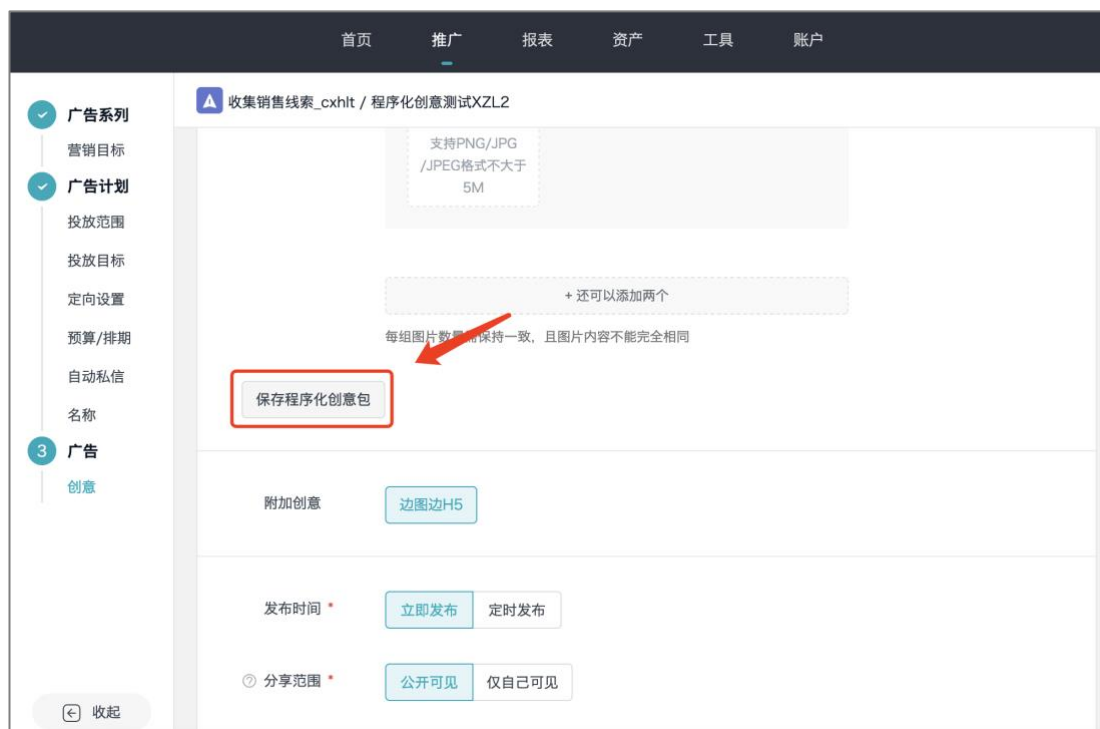 首页 推广 报表 资产 工具 账户
收集销售线索_cxhlt / 程序化创意测试XZL2
广告系列
营销目标
广告计划
投放范围
投放目标
定向设置
预算/排期
自动私信
名称
3 广告
创意
收起
支持PNG/JPG
/JPEG格式不大于
5M
+ 还可以添加两个
每组图片数量需保持一致，且图片内容不能完全相同
保存程序化创意包
附加创意 边图边H5
发布时间 * 立即发布 定时发布
? 分享范围 * 公开可见 仅自己可见